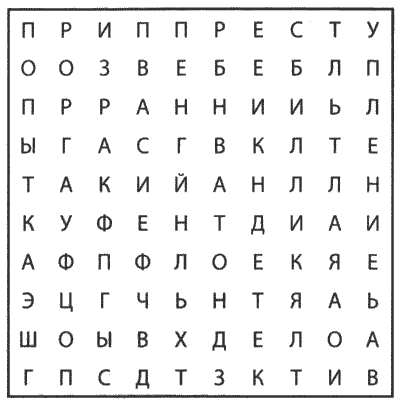 П Р И П П Р Е С Т У
О О З В Е Б Е Б Л П
П Р Р А Н Н И И Ь Л
Ы Г А С Г В К Л Т Е
Т А К И Й А Н Л Л Н
К У Ф Е Н Т Д И А И
А Ф П Ф Л О Е К Я Е
Э Ц Г Ч Ь Н Т Я А Ь
Ш О Ы В Х Д Е Л О А
Г П С Д Т З К Т И В